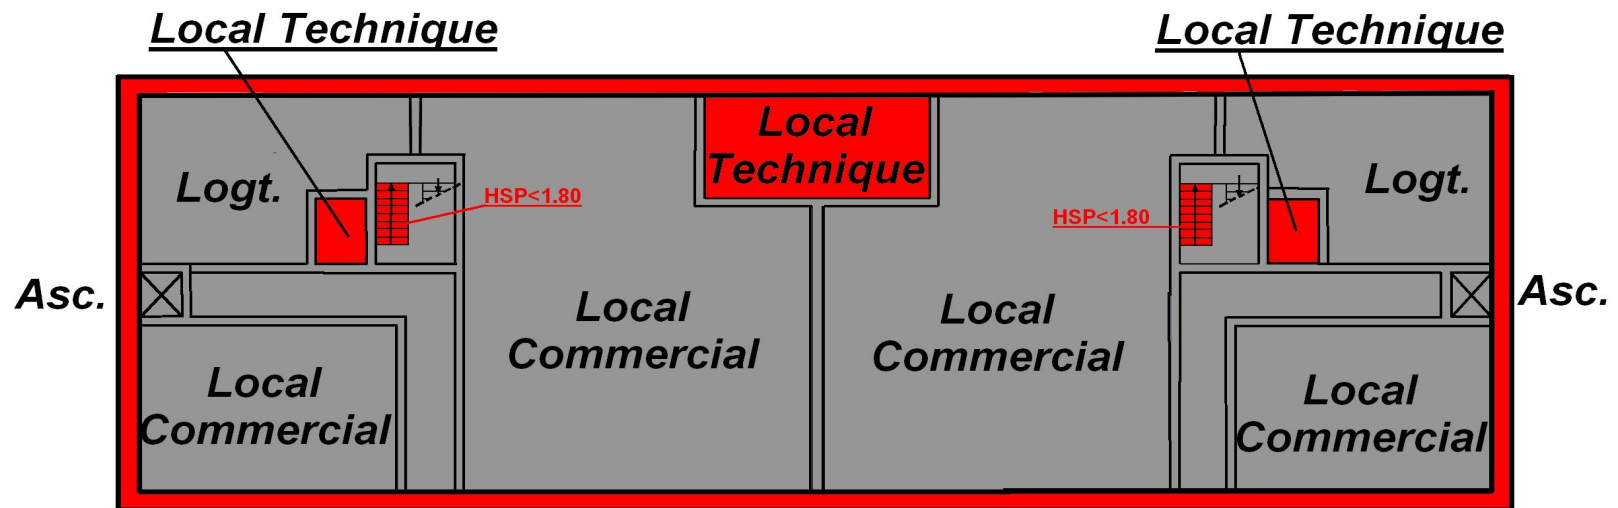 Local Technique
Local Technique
Local
Technique
Logt.
HSP<1.80
HSP<1.80
Logt.
Asc.
Asc.
Local
Commercial
Local
Commercial
Local
Commercial
Local
Commercial